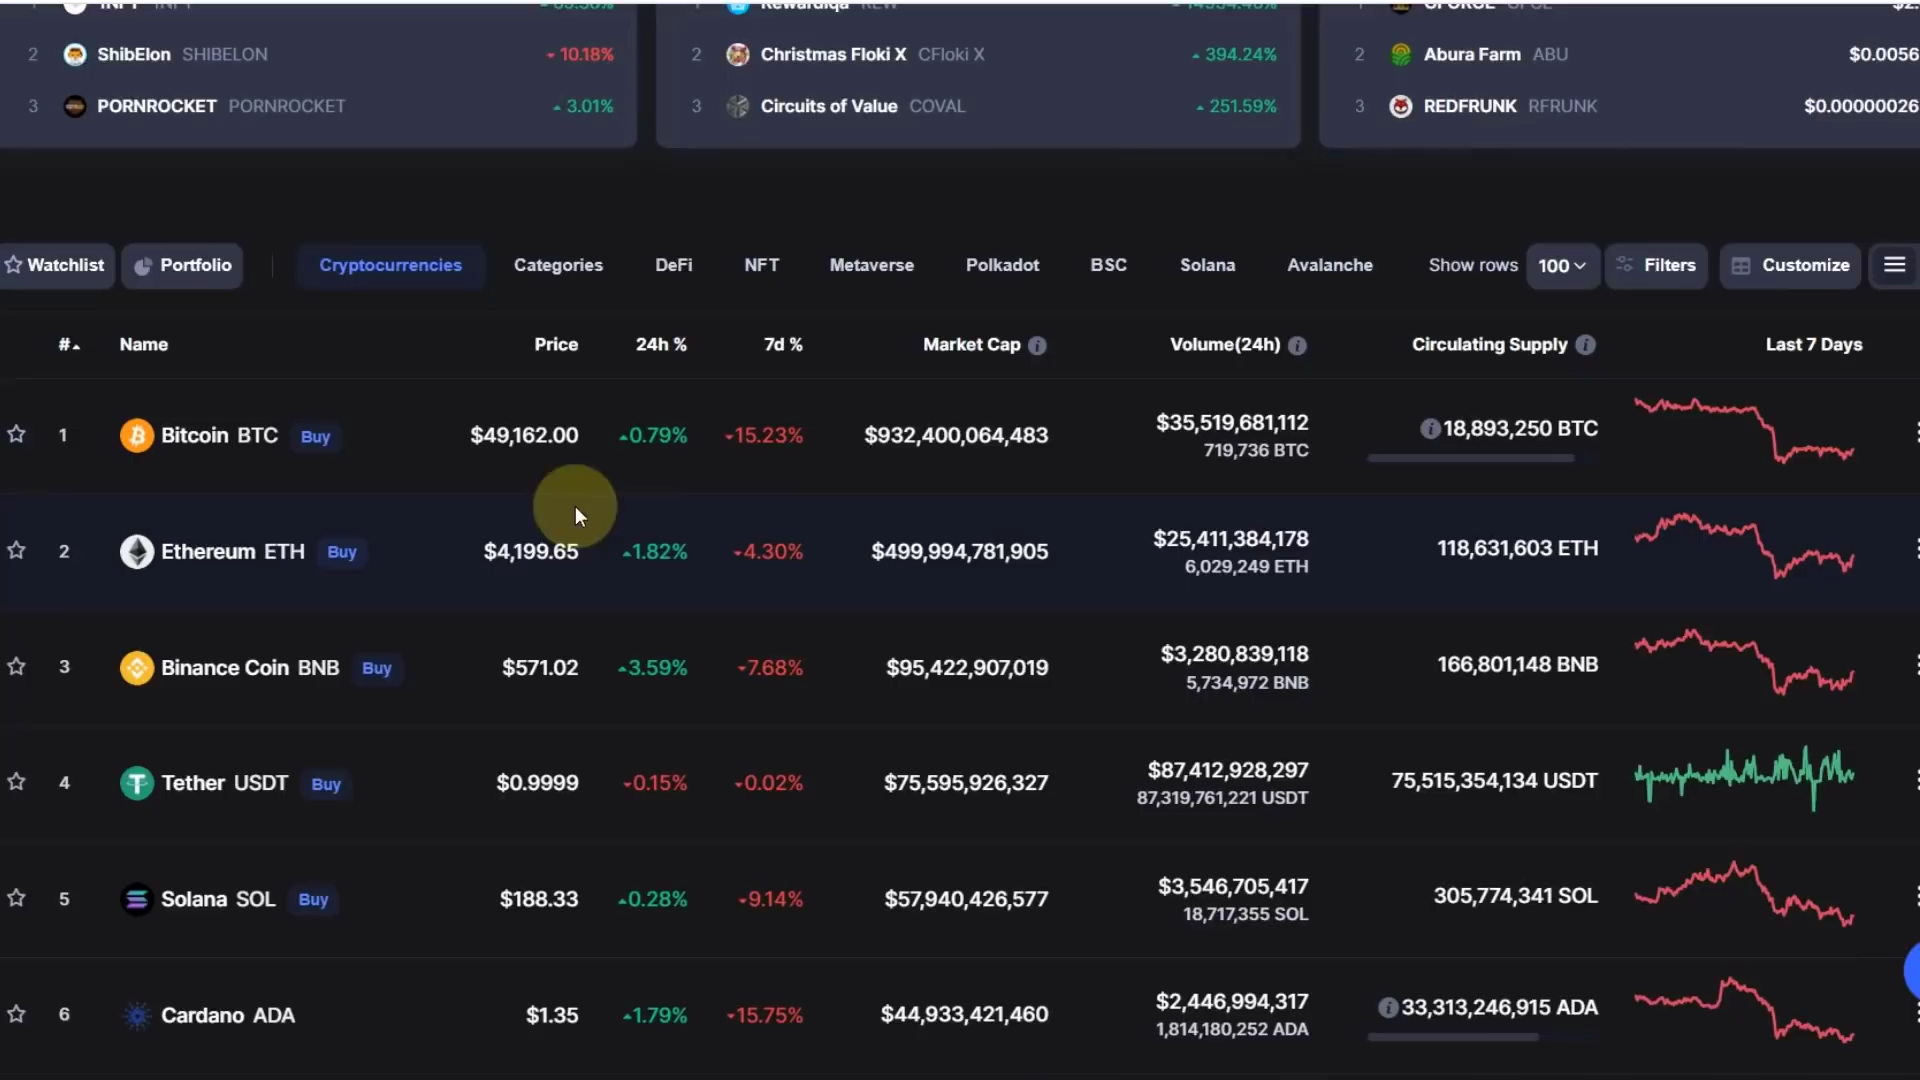 2 ShibElon SHIBELON 10.18%
3 PORNROCKET PORNROCKET 3.01%
2 Christmas Floki X CFloki X 394.24%
3 Circuits of Value COVAL 251.59%
2 Abura Farm ABU $0.0056
3 REDFRUNK RFRUNK $0.00000026
Watchlist Portfolio Cryptocurrencies Categories DeFi NFT Metaverse Polkadot BSC Solana Avalanche Show rows 100 Filters Customize
# Name Price 24h % 7d % Market Cap Volume(24h) Circulating Supply Last 7 Days
1 Bitcoin BTC Buy $49,162.00 0.79% 15.23% $932,400,064,483 $35,519,681,112 18,893,250 BTC
719,736 BTC
2 Ethereum ETH Buy $4,199.65 1.82% 4.30% $499,994,781,905 $25,411,384,178 118,631,603 ETH
6,029,249 ETH
3 Binance Coin BNB Buy $571.02 3.59% 7.68% $95,422,907,019 $3,280,839,118 166,801,148 BNB
5,734,972 BNB
4 Tether USDT Buy $0.9999 0.15% 0.02% $75,595,926,327 $87,412,928,297 75,515,354,134 USDT
87,319,761,221 USDT
5 Solana SOL Buy $188.33 0.28% 9.14% $57,940,426,577 $3,546,705,417 305,774,341 SOL
18,717,355 SOL
6 Cardano ADA $1.35 1.79% 15.75% $44,933,421,460 $2,446,994,317 33,313,246,915 ADA
1,814,180,252 ADA